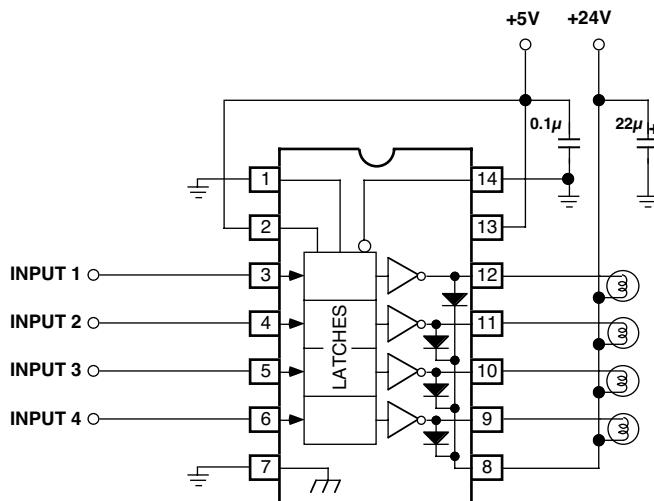 +5V +24V
0.1µ 22µ +
1 14
2 13
INPUT 1 3 12
INPUT 2 4 11
INPUT 3 5 10
INPUT 4 6 9
7 8
LATCHES